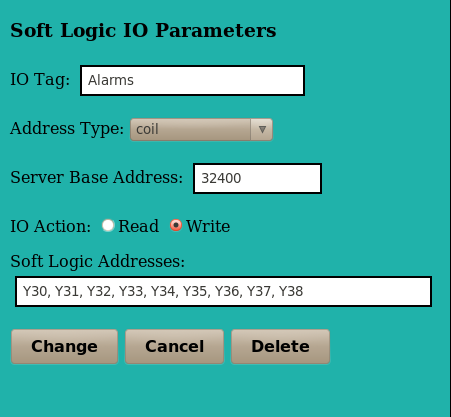 Soft Logic IO Parameters
IO Tag: Alarms
Address Type: coil
Server Base Address: 32400
IO Action: Read Write
Soft Logic Addresses:
Y30, Y31, Y32, Y33, Y34, Y35, Y36, Y37, Y38
Change Cancel Delete